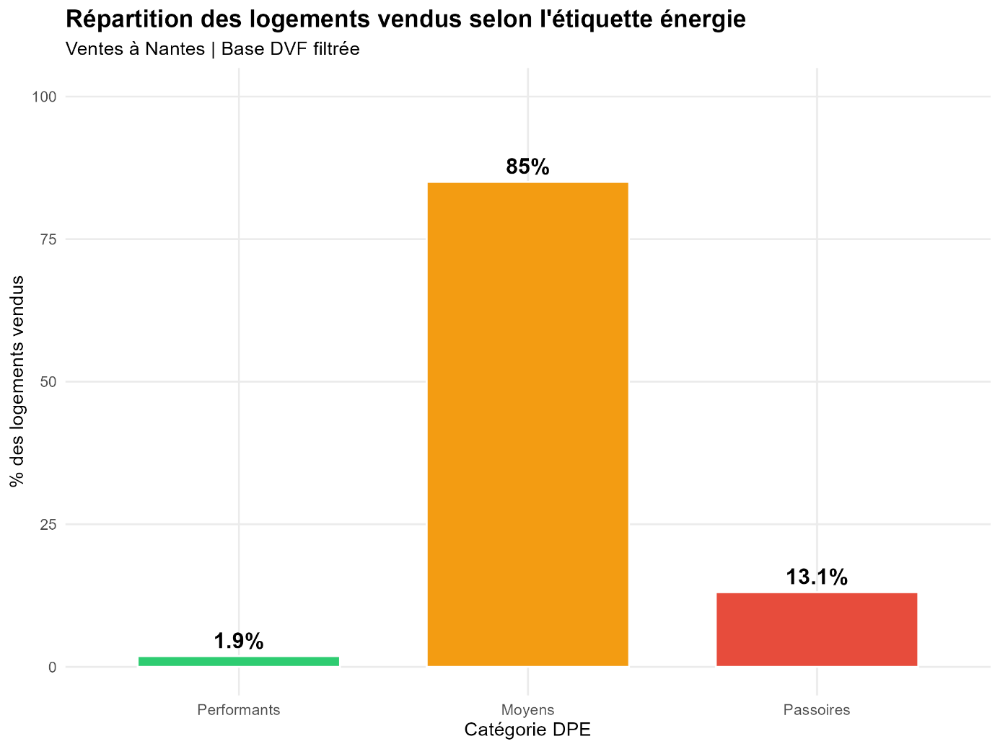 Répartition des logements vendus selon l'étiquette énergie
Ventes à Nantes | Base DVF filtrée
100
75
50
25
0
% des logements vendus
1.9%
85%
13.1%
Performants
Moyens
Passoires
Catégorie DPE